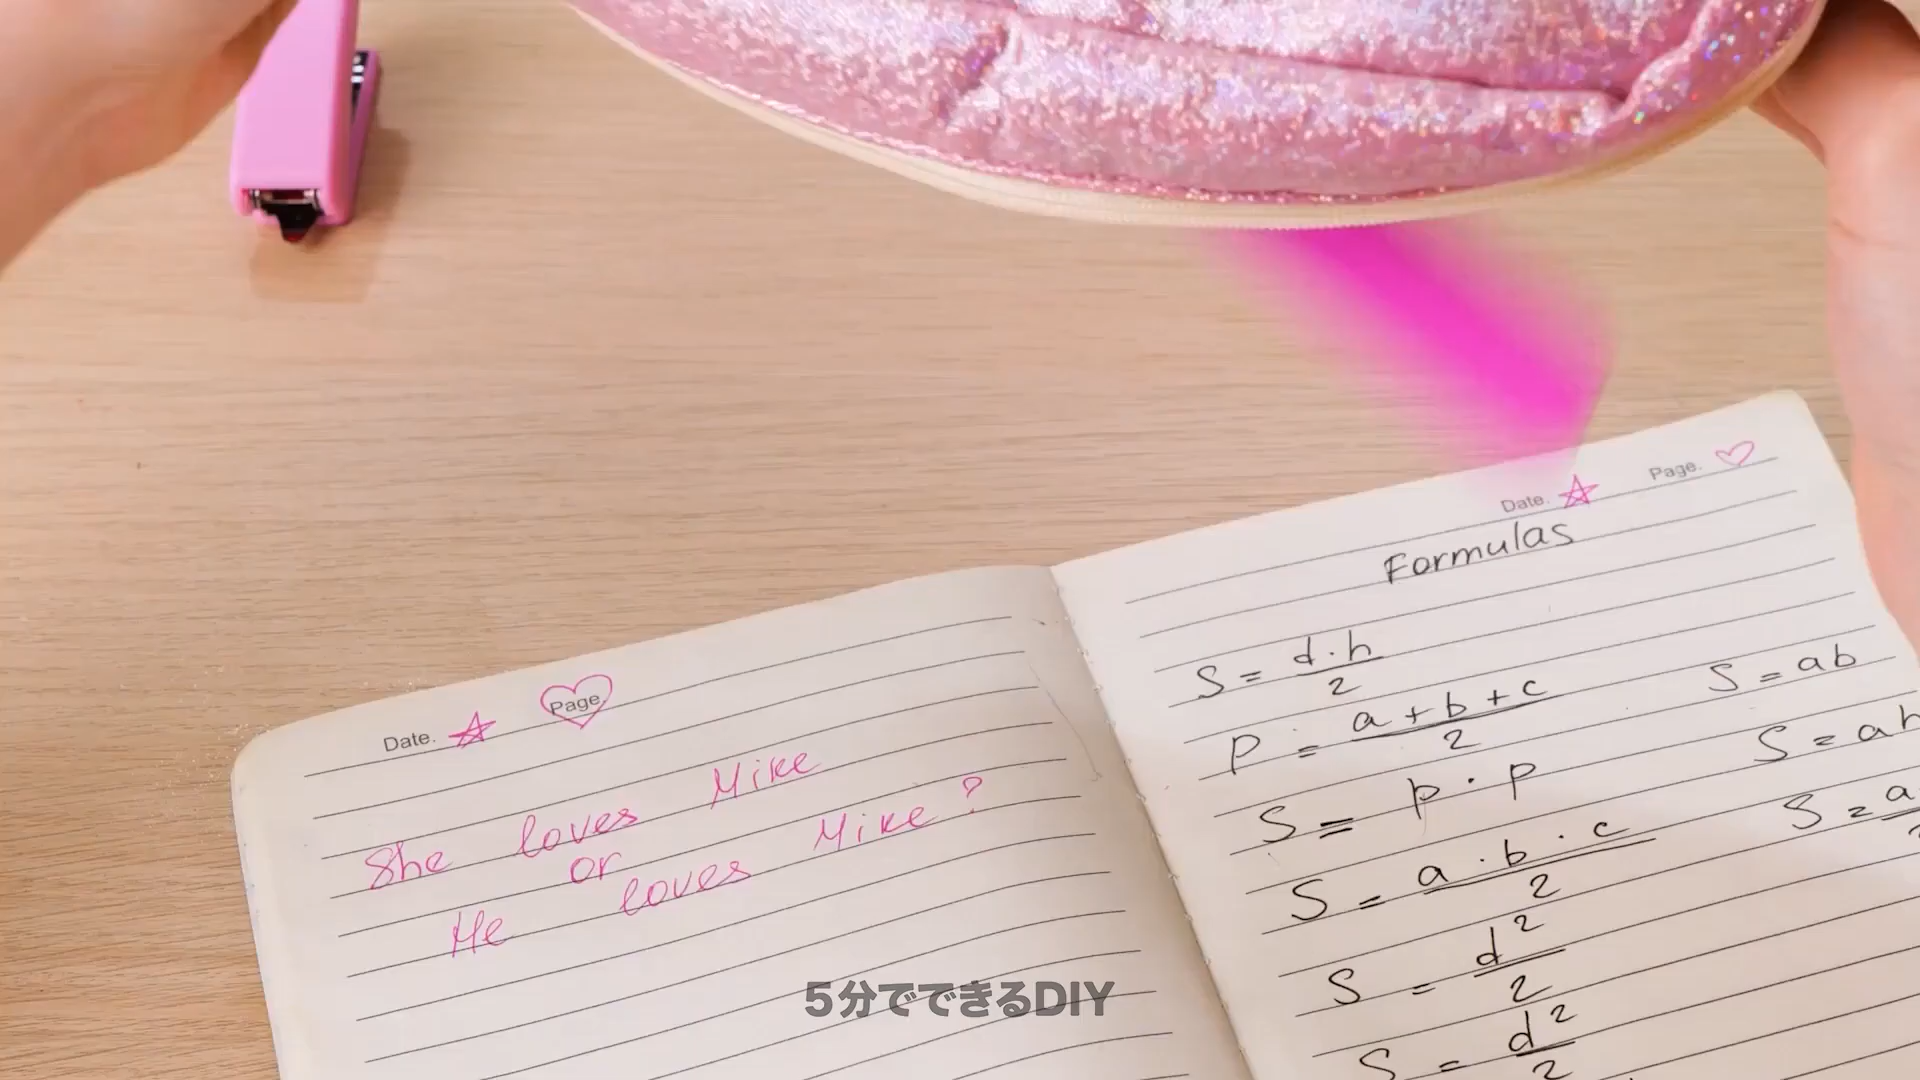 Date.
Page.
She loves Mike
or
He loves Mike?
Date.
Page.
Formulas
S = d·h/2
P = a+b+c/2
S = p·p
S = a·b·c/2
S = d²/2
S = d²/2
S = ab
S = ah
5分でできるDIY